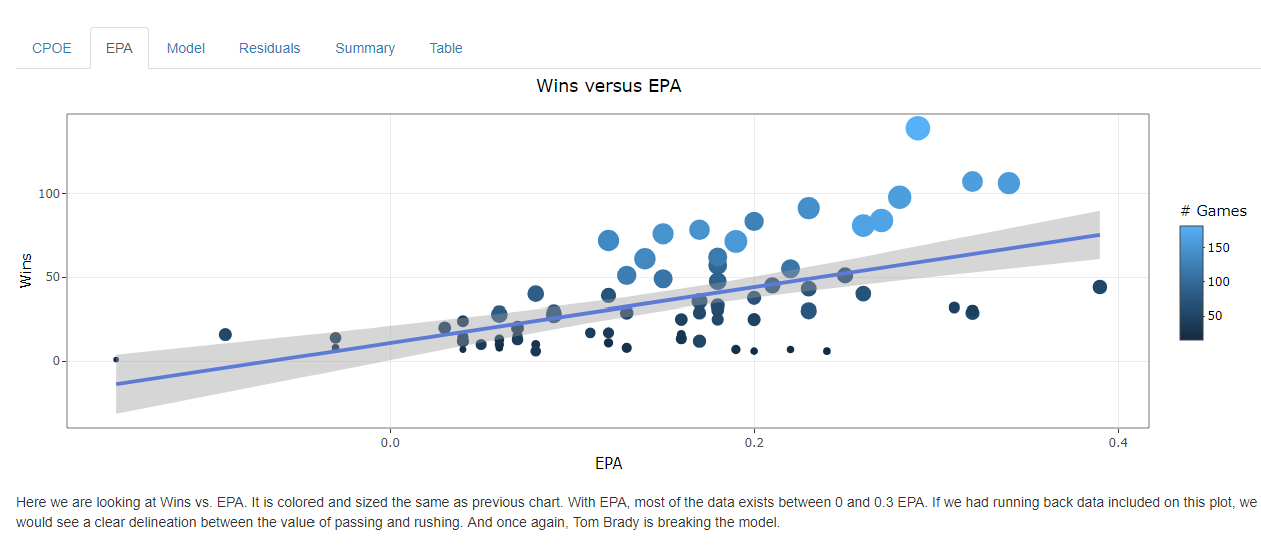 CPOE EPA Model Residuals Summary Table
Wins versus EPA
Wins
100
50
0
0.0 0.2 0.4
EPA
# Games
150
100
50
Here we are looking at Wins vs. EPA. It is colored and sized the same as previous chart. With EPA, most of the data exists between 0 and 0.3 EPA. If we had running back data included on this plot, we
would see a clear delineation between the value of passing and rushing. And once again, Tom Brady is breaking the model.